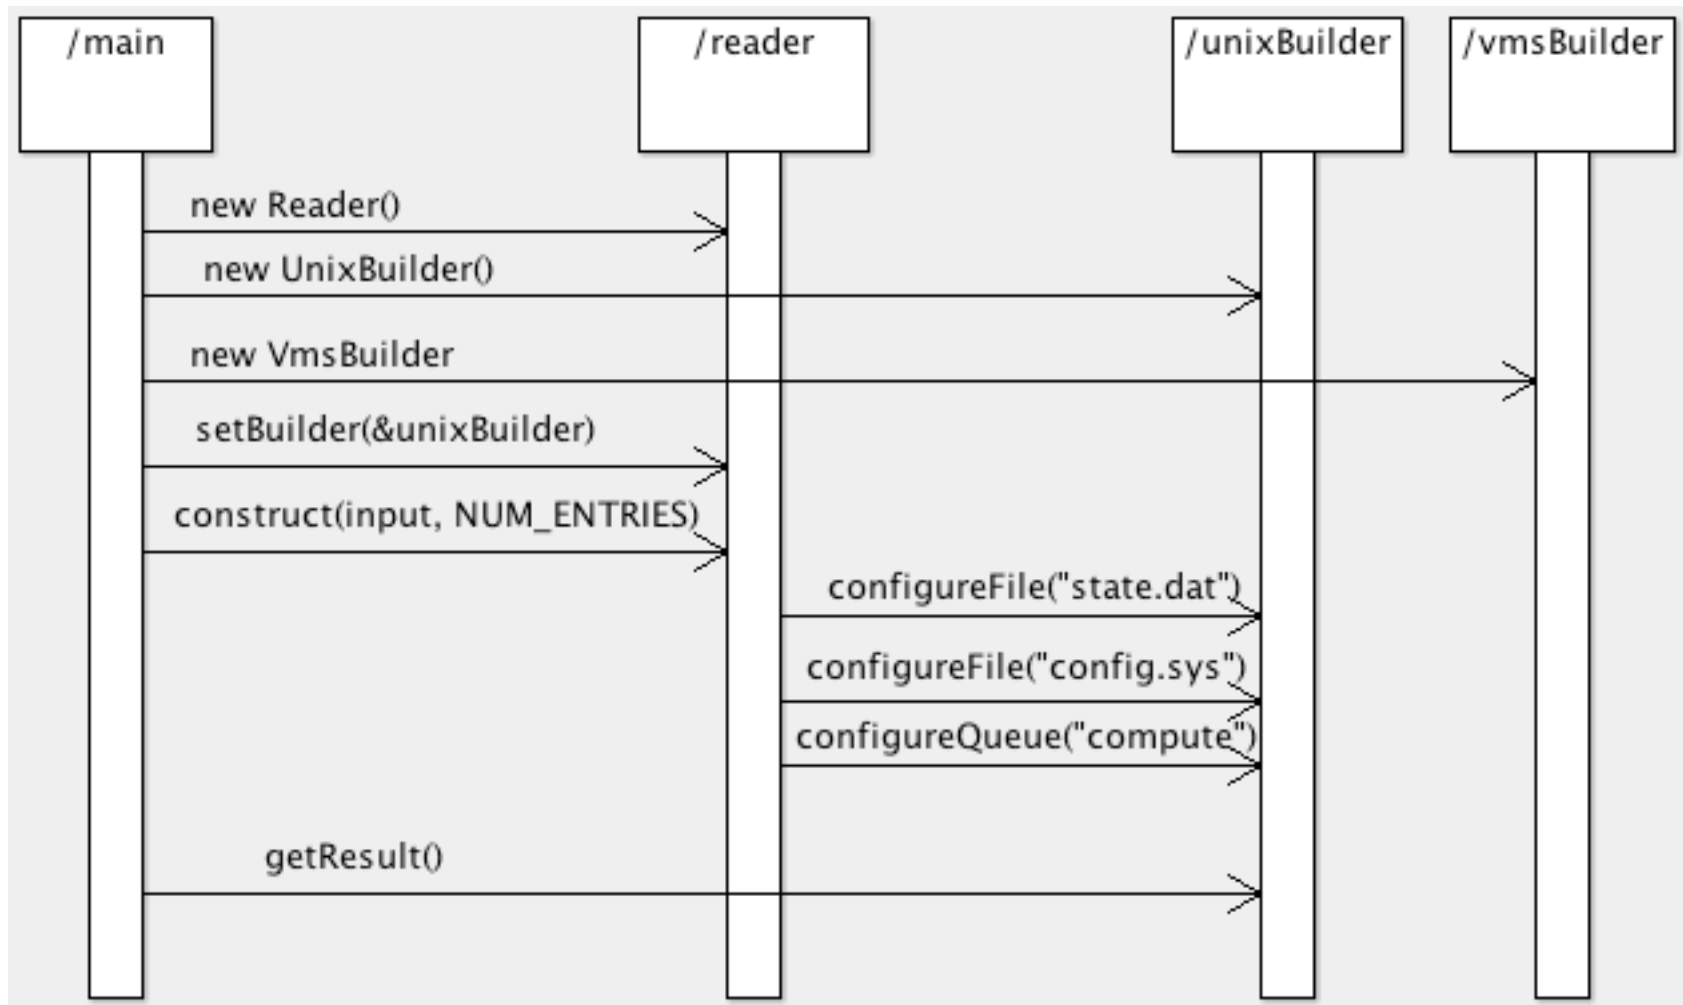 /main
/reader
/unixBuilder
/vmsBuilder
new Reader()
new UnixBuilder()
new VmsBuilder
setBuilder(&unixBuilder)
construct(input, NUM_ENTRIES)
configureFile("state.dat")
configureFile("config.sys")
configureQueue("compute")
getResult()